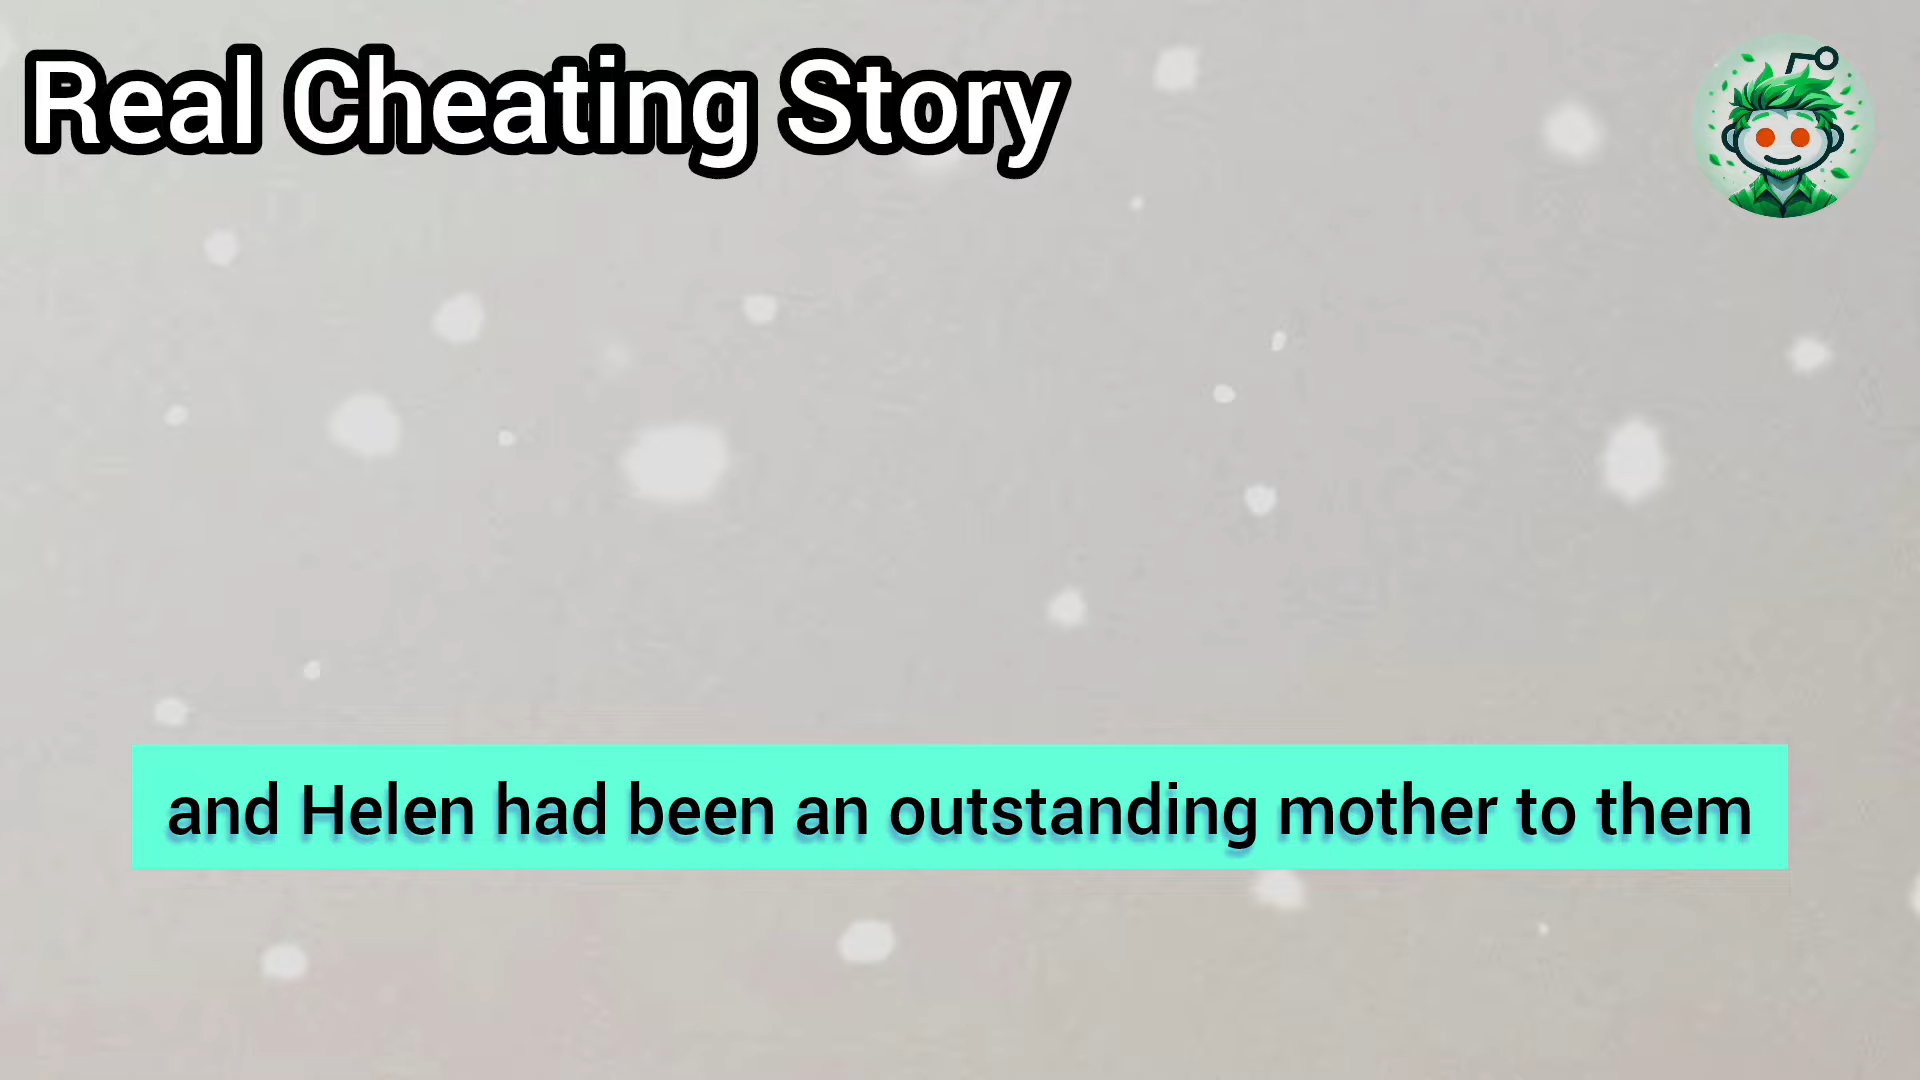 Real Cheating Story
and Helen had been an outstanding mother to them